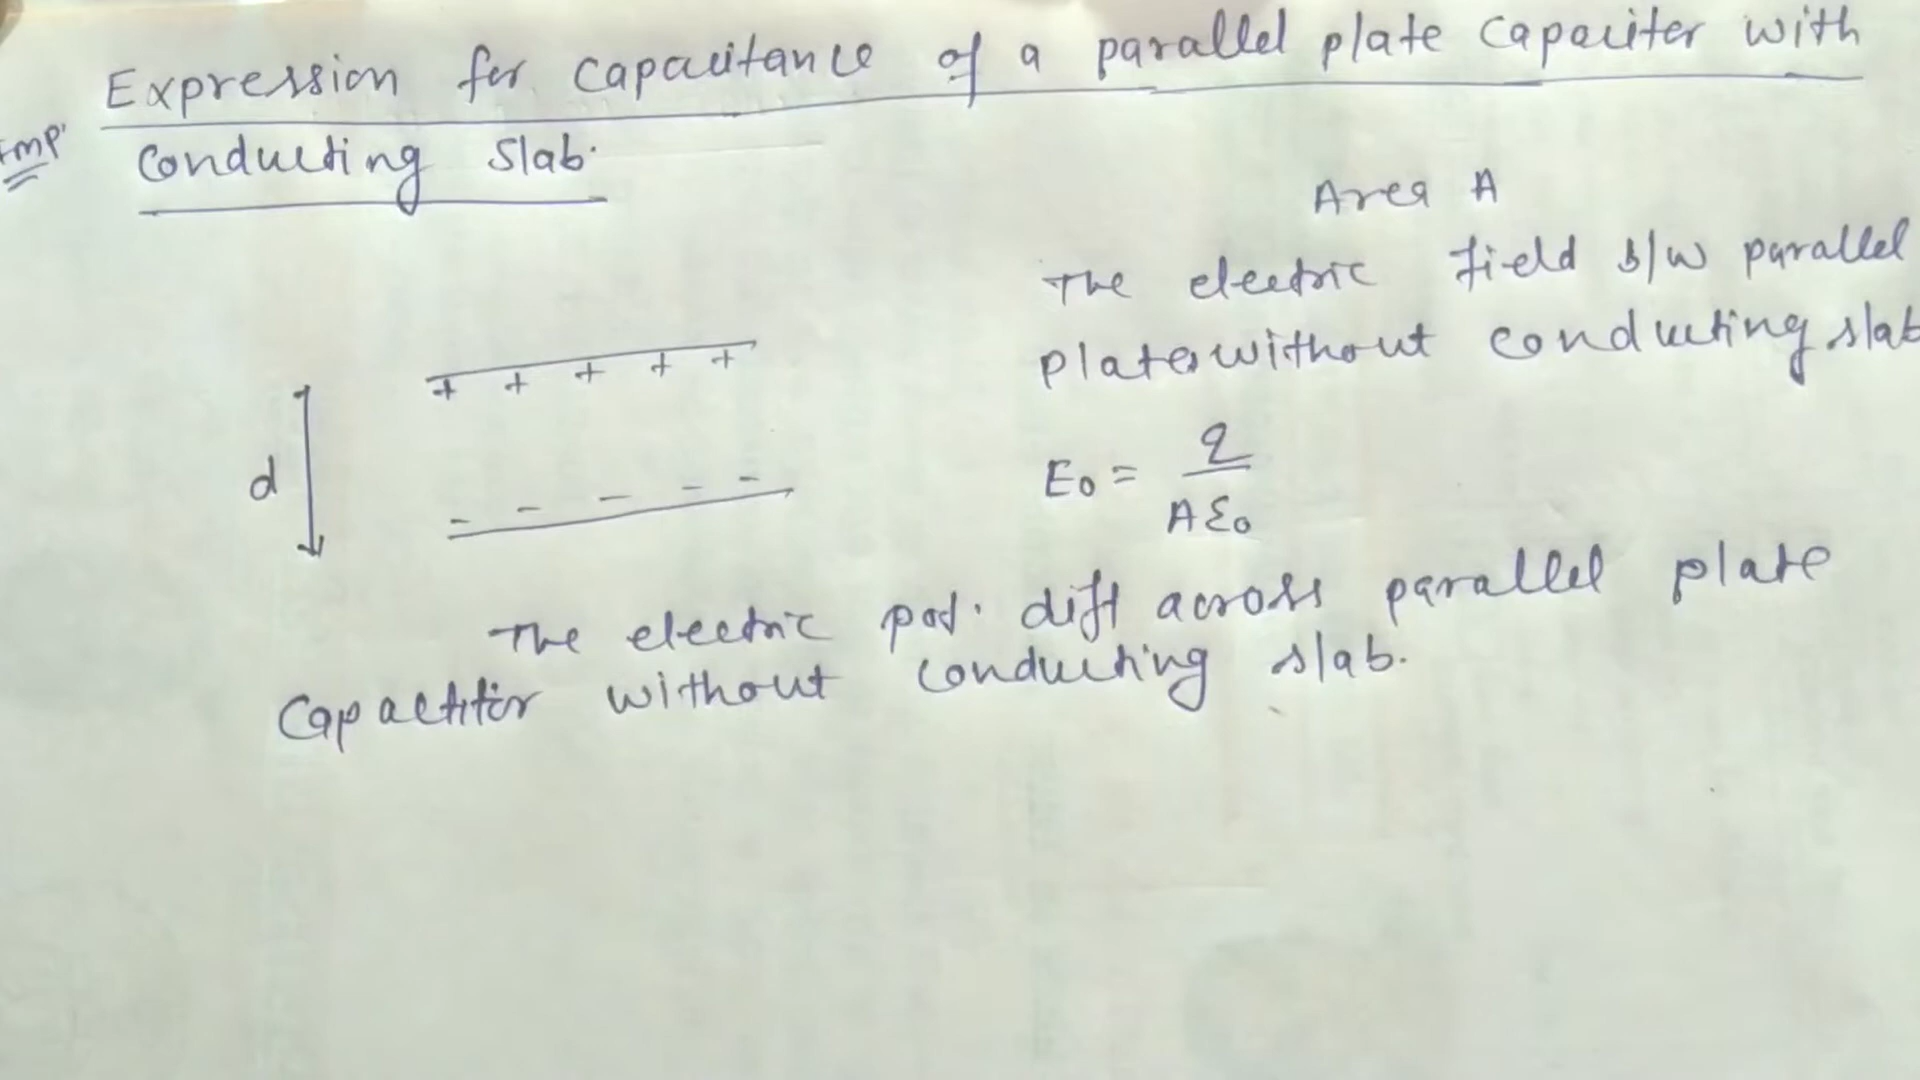 Expression for capacitance of a parallel plate capaciter with
Imp. conducting slab.
Area A
The electric field b/w parallel
plates without conducting slab
+ + + + +
d
- - - - -
E0 = q / Aε0
The electric pot. diff across parallel plate
capacitior without conducting slab.